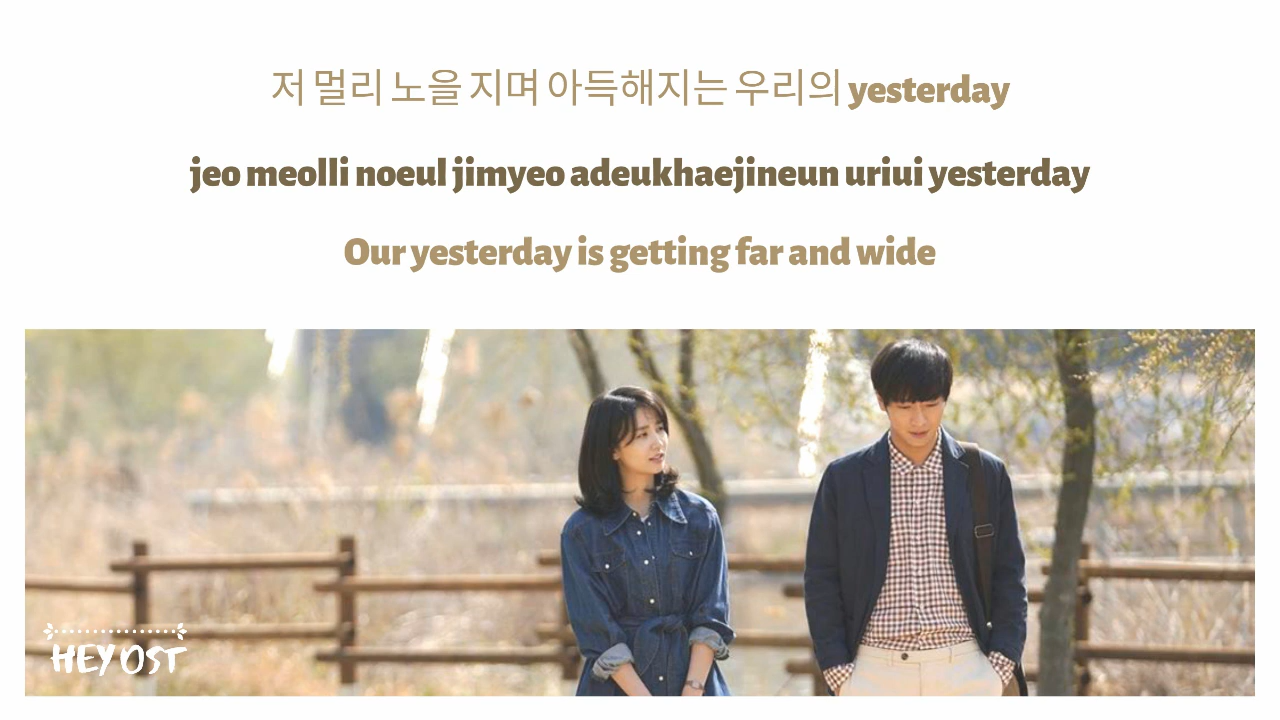 저 멀리 노을 지며 아득해지는 우리의 yesterday
jeo meolli noeul jimyeo adeukhaejineun uriui yesterday
Our yesterday is getting far and wide
HEY OST